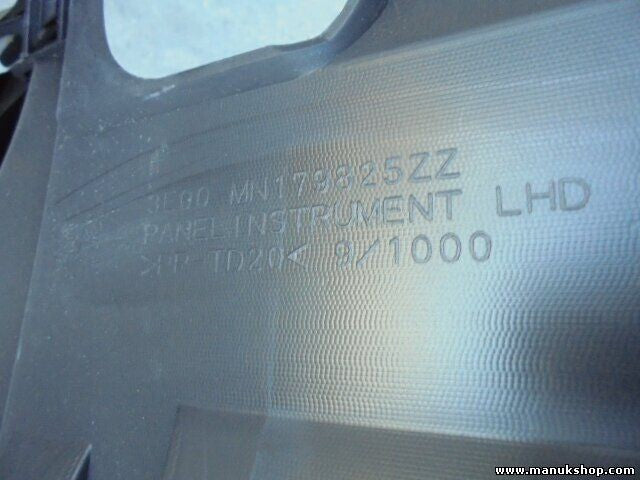 MN179825ZZ
PANEL INSTRUMENT LHD
>PP-TD20< 9/1000
www.manukshop.com